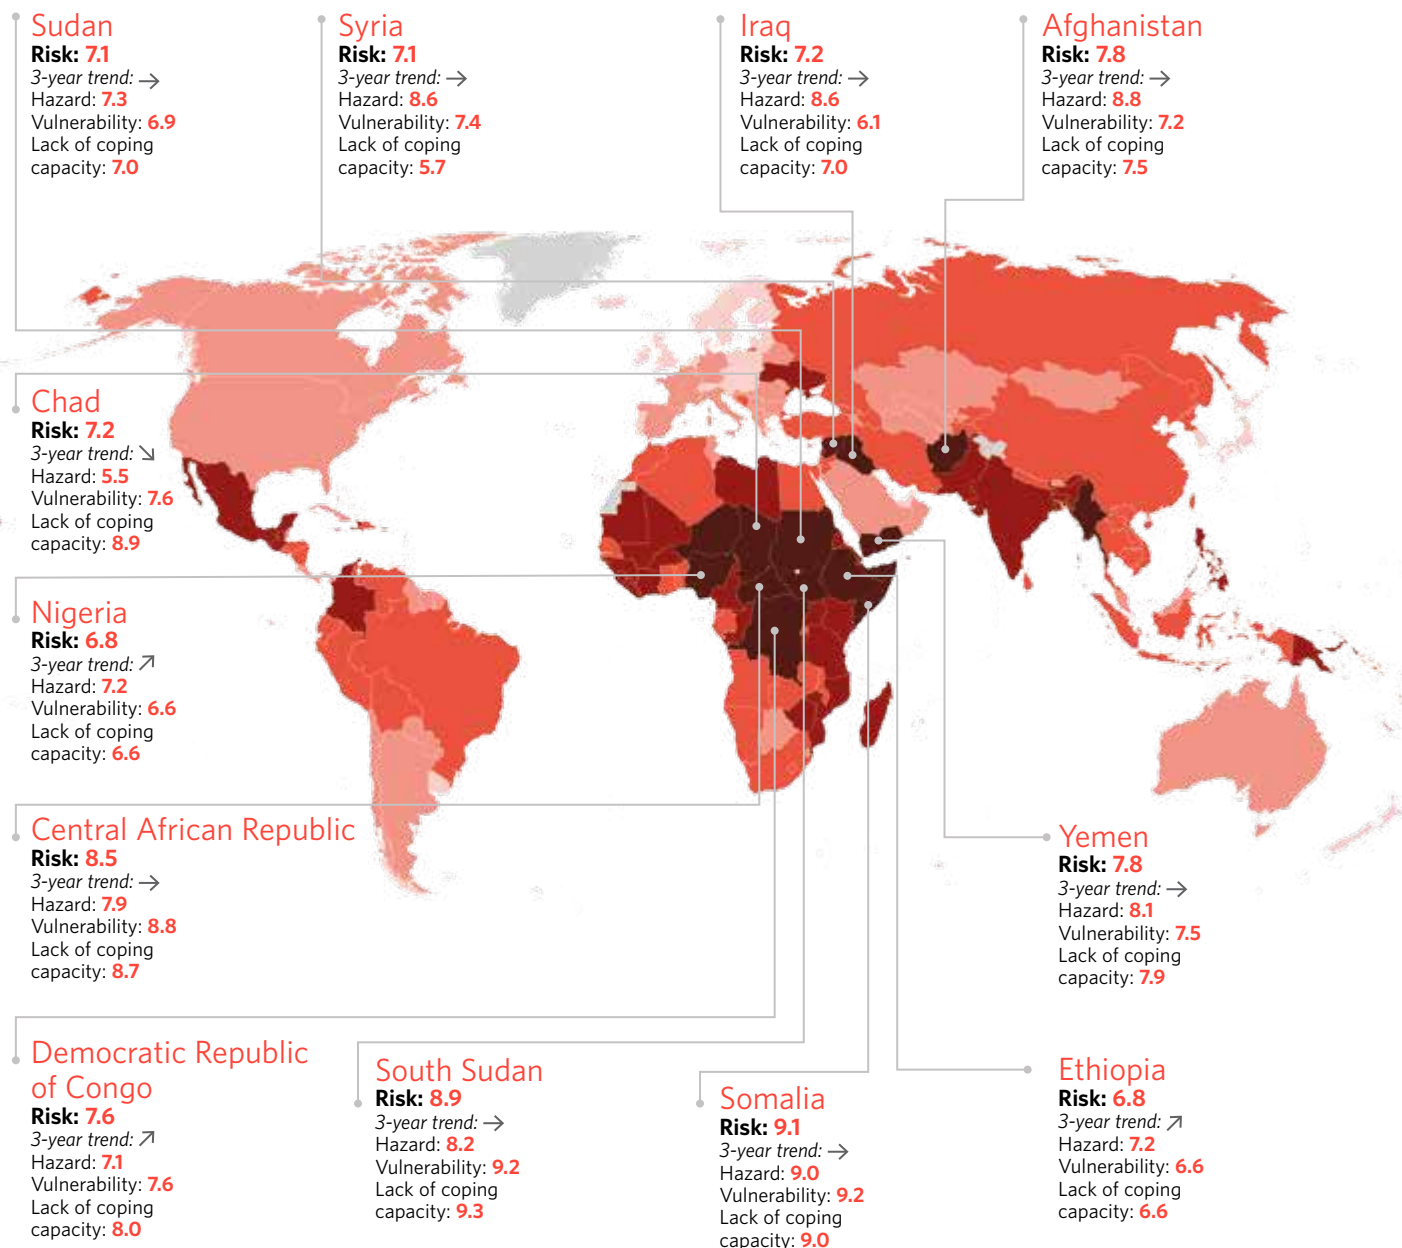 Sudan
Risk: 7.1
3-year trend: →
Hazard: 7.3
Vulnerability: 6.9
Lack of coping
capacity: 7.0
Syria
Risk: 7.1
3-year trend: →
Hazard: 8.6
Vulnerability: 7.4
Lack of coping
capacity: 5.7
Iraq
Risk: 7.2
3-year trend: →
Hazard: 8.6
Vulnerability: 6.1
Lack of coping
capacity: 7.0
Afghanistan
Risk: 7.8
3-year trend: →
Hazard: 8.8
Vulnerability: 7.2
Lack of coping
capacity: 7.5
Chad
Risk: 7.2
3-year trend: ↘
Hazard: 5.5
Vulnerability: 7.6
Lack of coping
capacity: 8.9
Nigeria
Risk: 6.8
3-year trend: ↗
Hazard: 7.2
Vulnerability: 6.6
Lack of coping
capacity: 6.6
Central African Republic
Risk: 8.5
3-year trend: →
Hazard: 7.9
Vulnerability: 8.8
Lack of coping
capacity: 8.7
Yemen
Risk: 7.8
3-year trend: →
Hazard: 8.1
Vulnerability: 7.5
Lack of coping
capacity: 7.9
Democratic Republic
of Congo
Risk: 7.6
3-year trend: ↗
Hazard: 7.1
Vulnerability: 7.6
Lack of coping
capacity: 8.0
South Sudan
Risk: 8.9
3-year trend: →
Hazard: 8.2
Vulnerability: 9.2
Lack of coping
capacity: 9.3
Somalia
Risk: 9.1
3-year trend: →
Hazard: 9.0
Vulnerability: 9.2
Lack of coping
capacity: 9.0
Ethiopia
Risk: 6.8
3-year trend: ↗
Hazard: 7.2
Vulnerability: 6.6
Lack of coping
capacity: 6.6